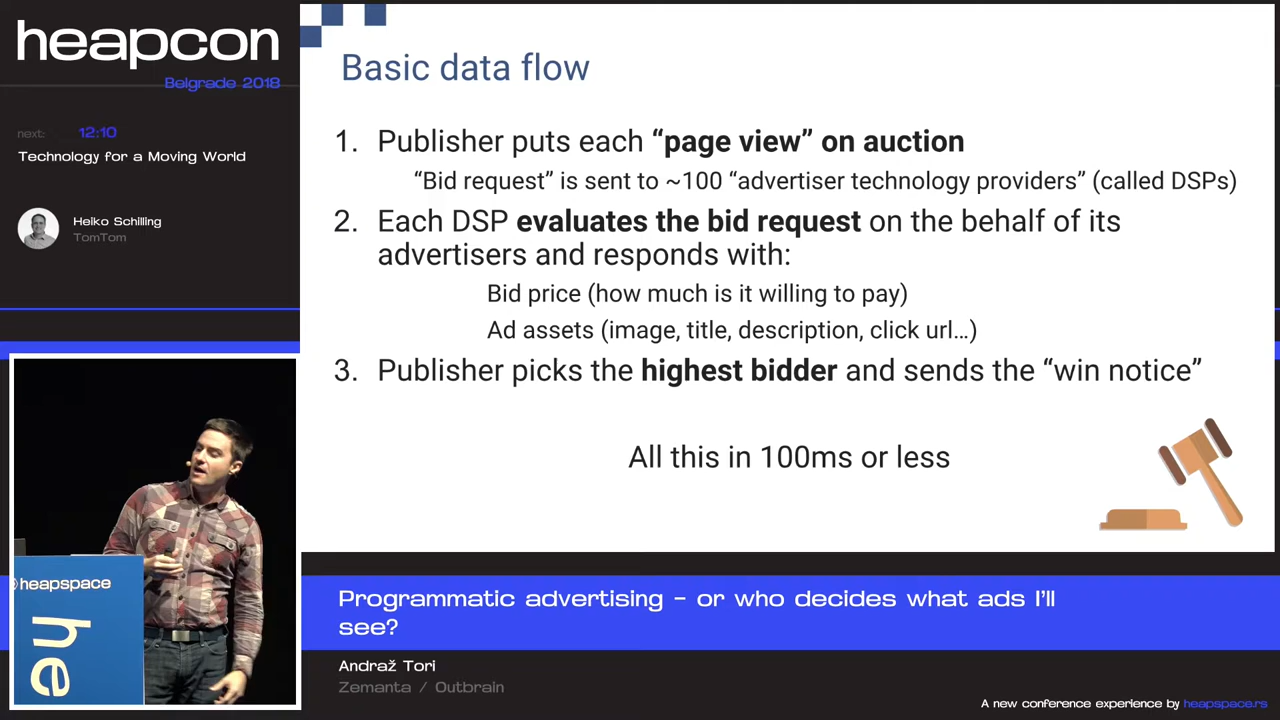 heapcon
Belgrade 2018
next: 12:10
Technology for a Moving World
Heiko Schilling
TomTom
Basic data flow
1. Publisher puts each “page view” on auction
“Bid request” is sent to ~100 “advertiser technology providers” (called DSPs)
2. Each DSP evaluates the bid request on the behalf of its
advertisers and responds with:
Bid price (how much is it willing to pay)
Ad assets (image, title, description, click url...)
3. Publisher picks the highest bidder and sends the “win notice”
All this in 100ms or less
heapspace
he
Programmatic advertising - or who decides what ads I'll
see?
Andraž Tori
Zemanta / Outbrain
A new conference experience by heapspace.rs